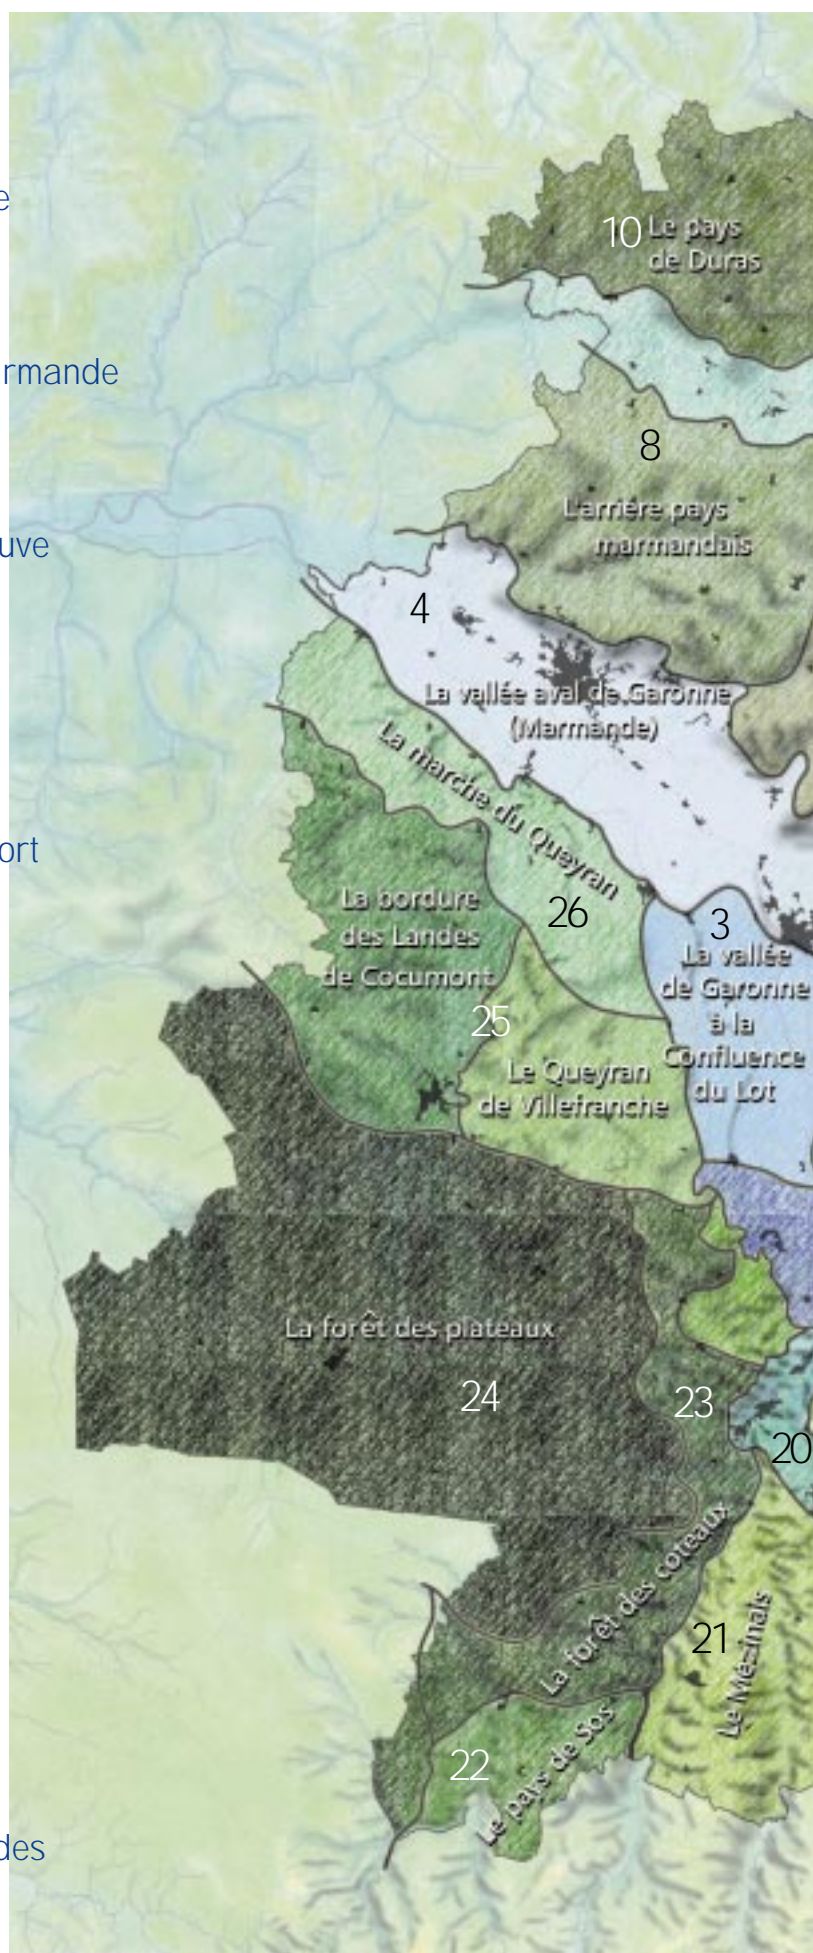 e
10 Le pays
de Duras
rmande
8
L'arrière pays
marmandais
uve
4
La vallée aval de Garonne
(Marmande)
La marche du Queyran
26
ort
La bordure
des Landes
de Cocumont
25
3
La vallée
de Garonne
à la
Confluence
du Lot
Le Queyran
de Villefranche
La forêt des plateaux
24
23
20
La forêt des coteaux
21
Le Mézinais
22
Le pays de Sos
des